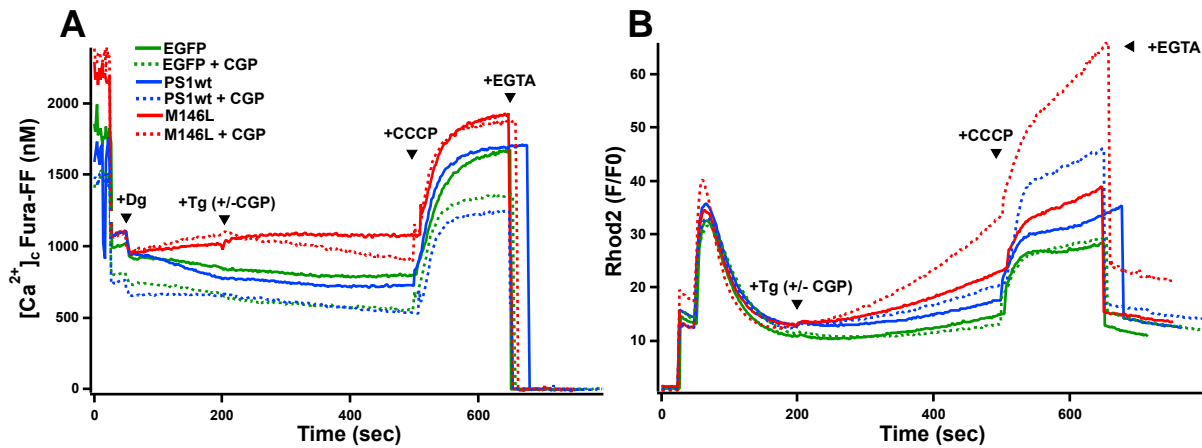 A
EGFP
EGFP + CGP
PS1wt
PS1wt + CGP
M146L
M146L + CGP
+Dg
+Tg (+/-CGP)
+CCCP
+EGTA
[Ca2+]c Fura-FF (nM)
2000
1500
1000
500
0
0 200 400 600
Time (sec)
B
+EGTA
+CCCP
+Tg (+/- CGP)
Rhod2 (F/F0)
60
50
40
30
20
10
0 200 400 600
Time (sec)